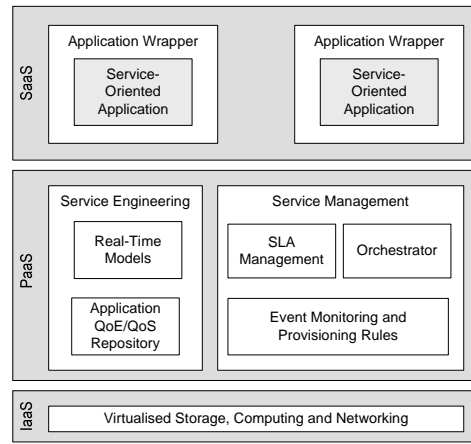 SaaS
Application Wrapper
Service-
Oriented
Application
Application Wrapper
Service-
Oriented
Application
PaaS
Service Engineering
Real-Time
Models
Application
QoE/QoS
Repository
Service Management
SLA
Management
Orchestrator
Event Monitoring and
Provisioning Rules
IaaS
Virtualised Storage, Computing and Networking